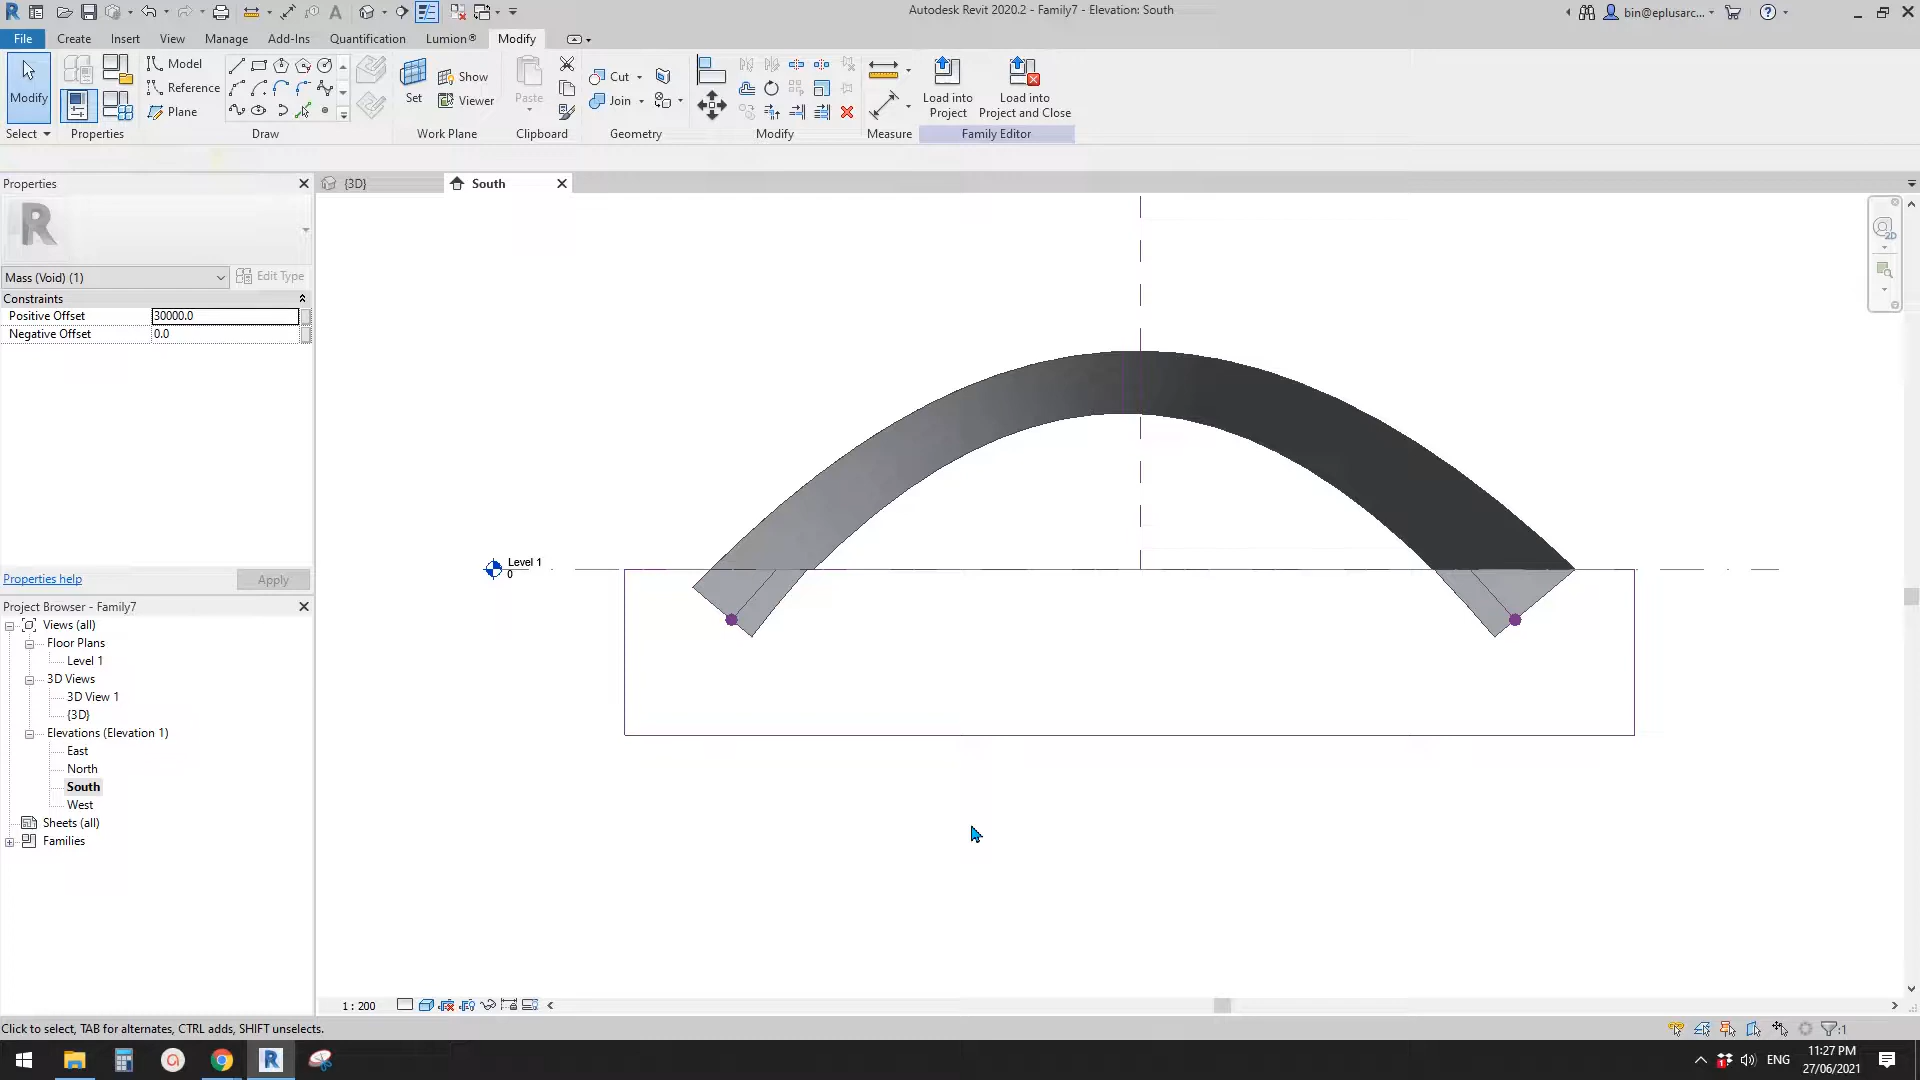 Autodesk Revit 2020.2 - Family7 - Elevation: South
bin@eplusarc...
File Create Insert View Manage Add-Ins Quantification Lumion® Modify
Modify
Model
Reference
Plane
Set
Show
Viewer
Paste
Cut
Join
Load into
Project
Load into
Project and Close
Select Properties Draw Work Plane Clipboard Geometry Modify Measure Family Editor
Properties
{3D}
South
R
Mass (Void) (1)
Edit Type
Constraints
Positive Offset 30000.0
Negative Offset 0.0
2D
Level 1
0
Properties help
Apply
Project Browser - Family7
Views (all)
Floor Plans
Level 1
3D Views
3D View 1
{3D}
Elevations (Elevation 1)
East
North
South
West
Sheets (all)
Families
1 : 200
Click to select, TAB for alternates, CTRL adds, SHIFT unselects.
:1
ENG
11:27 PM
27/06/2021